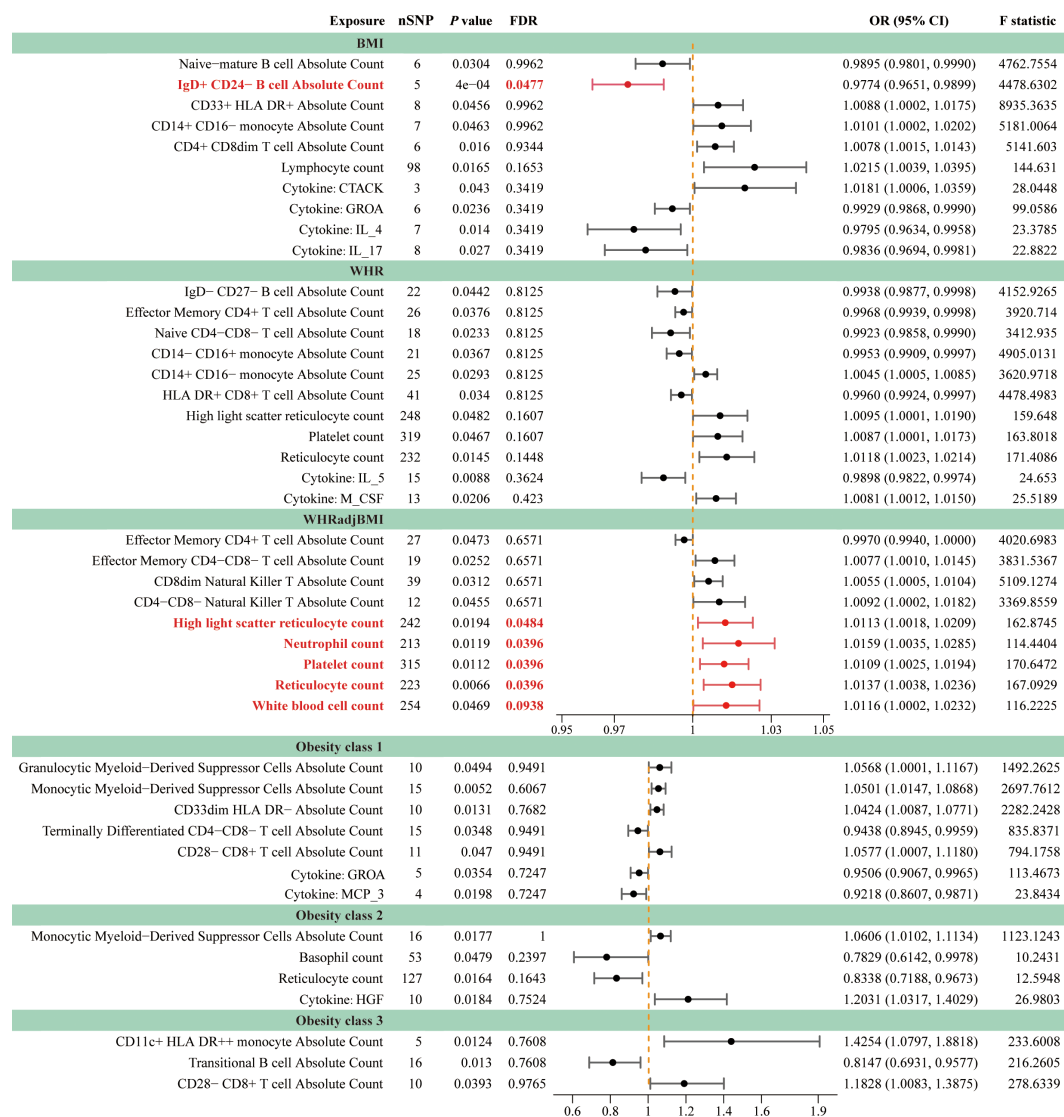 Exposure nSNP P value FDR OR (95% CI) F statistic
BMI
Naive−mature B cell Absolute Count 6 0.0304 0.9962 0.9895 (0.9801, 0.9990) 4762.7554
IgD+ CD24− B cell Absolute Count 5 4e−04 0.0477 0.9774 (0.9651, 0.9899) 4478.6302
CD33+ HLA DR+ Absolute Count 8 0.0456 0.9962 1.0088 (1.0002, 1.0175) 8935.3635
CD14+ CD16− monocyte Absolute Count 7 0.0463 0.9962 1.0101 (1.0002, 1.0202) 5181.0064
CD4+ CD8dim T cell Absolute Count 6 0.016 0.9344 1.0078 (1.0015, 1.0143) 5141.603
Lymphocyte count 98 0.0165 0.1653 1.0215 (1.0039, 1.0395) 144.631
Cytokine: CTACK 3 0.043 0.3419 1.0181 (1.0006, 1.0359) 28.0448
Cytokine: GROA 6 0.0236 0.3419 0.9929 (0.9868, 0.9990) 99.0586
Cytokine: IL_4 7 0.014 0.3419 0.9795 (0.9634, 0.9958) 23.3785
Cytokine: IL_17 8 0.027 0.3419 0.9836 (0.9694, 0.9981) 22.8822
WHR
IgD− CD27− B cell Absolute Count 22 0.0442 0.8125 0.9938 (0.9877, 0.9998) 4152.9265
Effector Memory CD4+ T cell Absolute Count 26 0.0376 0.8125 0.9968 (0.9939, 0.9998) 3920.714
Naive CD4−CD8− T cell Absolute Count 18 0.0233 0.8125 0.9923 (0.9858, 0.9990) 3412.935
CD14− CD16+ monocyte Absolute Count 21 0.0367 0.8125 0.9953 (0.9909, 0.9997) 4905.0131
CD14+ CD16− monocyte Absolute Count 25 0.0293 0.8125 1.0045 (1.0005, 1.0085) 3620.9718
HLA DR+ CD8+ T cell Absolute Count 41 0.034 0.8125 0.9960 (0.9924, 0.9997) 4478.4983
High light scatter reticulocyte count 248 0.0482 0.1607 1.0095 (1.0001, 1.0190) 159.648
Platelet count 319 0.0467 0.1607 1.0087 (1.0001, 1.0173) 163.8018
Reticulocyte count 232 0.0145 0.1448 1.0118 (1.0023, 1.0214) 171.4086
Cytokine: IL_5 15 0.0088 0.3624 0.9898 (0.9822, 0.9974) 24.653
Cytokine: M_CSF 13 0.0206 0.423 1.0081 (1.0012, 1.0150) 25.5189
WHRadjBMI
Effector Memory CD4+ T cell Absolute Count 27 0.0473 0.6571 0.9970 (0.9940, 1.0000) 4020.6983
Effector Memory CD4−CD8− T cell Absolute Count 19 0.0252 0.6571 1.0077 (1.0010, 1.0145) 3831.5367
CD8dim Natural Killer T Absolute Count 39 0.0312 0.6571 1.0055 (1.0005, 1.0104) 5109.1274
CD4−CD8− Natural Killer T Absolute Count 12 0.0455 0.6571 1.0092 (1.0002, 1.0182) 3369.8559
High light scatter reticulocyte count 242 0.0194 0.0484 1.0113 (1.0018, 1.0209) 162.8745
Neutrophil count 213 0.0119 0.0396 1.0159 (1.0035, 1.0285) 114.4404
Platelet count 315 0.0112 0.0396 1.0109 (1.0025, 1.0194) 170.6472
Reticulocyte count 223 0.0066 0.0396 1.0137 (1.0038, 1.0236) 167.0929
White blood cell count 254 0.0469 0.0938 1.0116 (1.0002, 1.0232) 116.2225
0.95 0.97 1 1.03 1.05
Obesity class 1
Granulocytic Myeloid−Derived Suppressor Cells Absolute Count 10 0.0494 0.9491 1.0568 (1.0001, 1.1167) 1492.2625
Monocytic Myeloid−Derived Suppressor Cells Absolute Count 15 0.0052 0.6067 1.0501 (1.0147, 1.0868) 2697.7612
CD33dim HLA DR− Absolute Count 10 0.0131 0.7682 1.0424 (1.0087, 1.0771) 2282.2428
Terminally Differentiated CD4−CD8− T cell Absolute Count 15 0.0348 0.9491 0.9438 (0.8945, 0.9959) 835.8371
CD28− CD8+ T cell Absolute Count 11 0.047 0.9491 1.0577 (1.0007, 1.1180) 794.1758
Cytokine: GROA 5 0.0354 0.7247 0.9506 (0.9067, 0.9965) 113.4673
Cytokine: MCP_3 4 0.0198 0.7247 0.9218 (0.8607, 0.9871) 23.8434
Obesity class 2
Monocytic Myeloid−Derived Suppressor Cells Absolute Count 16 0.0177 1 1.0606 (1.0102, 1.1134) 1123.1243
Basophil count 53 0.0479 0.2397 0.7829 (0.6142, 0.9978) 10.2431
Reticulocyte count 127 0.0164 0.1643 0.8338 (0.7188, 0.9673) 12.5948
Cytokine: HGF 10 0.0184 0.7524 1.2031 (1.0317, 1.4029) 26.9803
Obesity class 3
CD11c+ HLA DR++ monocyte Absolute Count 5 0.0124 0.7608 1.4254 (1.0797, 1.8818) 233.6008
Transitional B cell Absolute Count 16 0.013 0.7608 0.8147 (0.6931, 0.9577) 216.2605
CD28− CD8+ T cell Absolute Count 10 0.0393 0.9765 1.1828 (1.0083, 1.3875) 278.6339
0.6 0.8 1 1.2 1.4 1.6 1.9